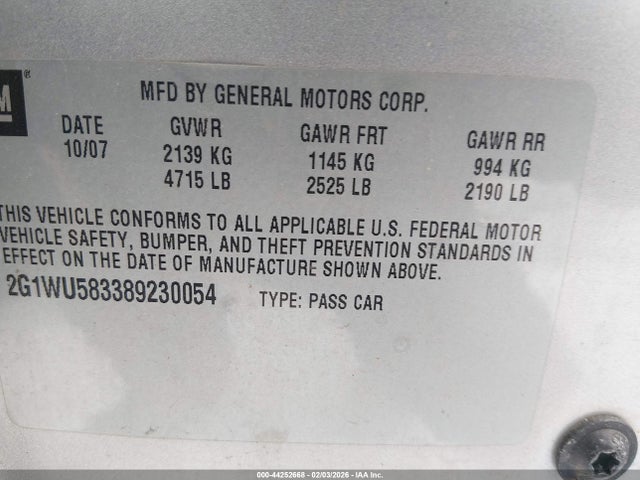 GM®
MFD BY GENERAL MOTORS CORP.
DATE GVWR GAWR FRT GAWR RR
10/07 2139 KG 1145 KG 994 KG
4715 LB 2525 LB 2190 LB
THIS VEHICLE CONFORMS TO ALL APPLICABLE U.S. FEDERAL MOTOR
VEHICLE SAFETY, BUMPER, AND THEFT PREVENTION STANDARDS IN
EFFECT ON THE DATE OF MANUFACTURE SHOWN ABOVE.
2G1WU583389230054 TYPE: PASS CAR
000-44252668 - 02/03/2026 - IAA Inc.